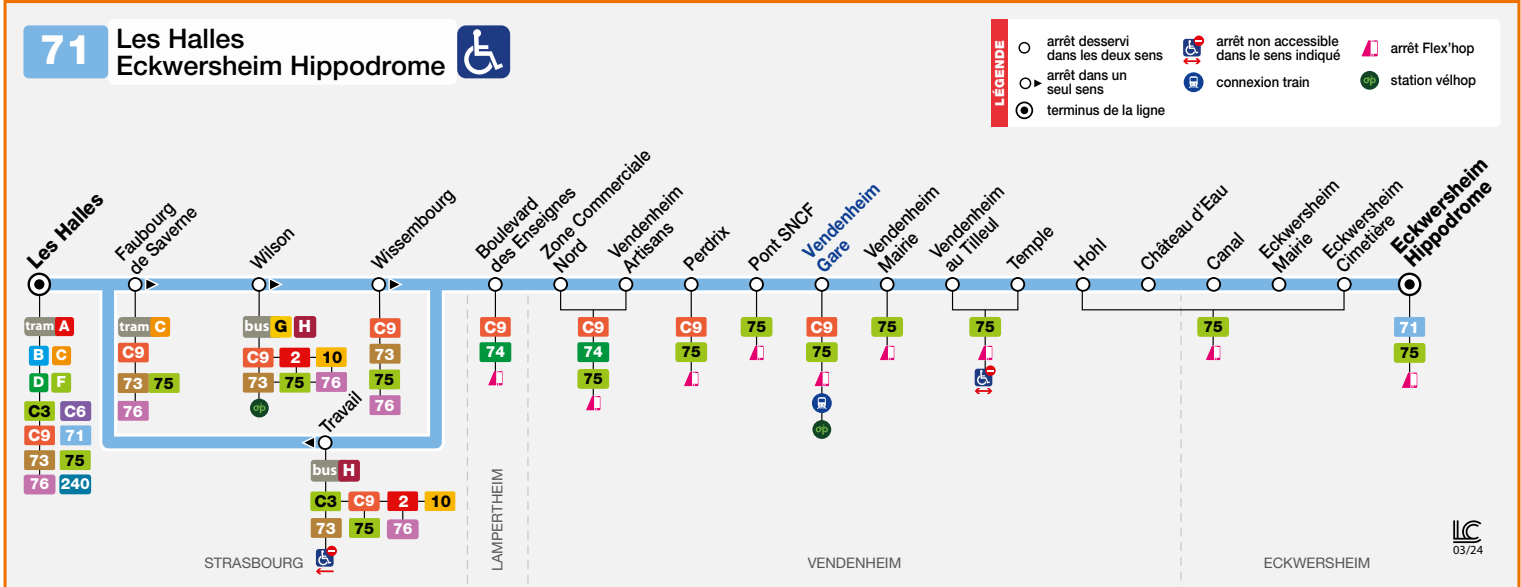 71
Les Halles
Eckwersheim Hippodrome
LÉGENDE
arrêt desservi
dans les deux sens
arrêt dans un
seul sens
terminus de la ligne
arrêt non accessible
dans le sens indiqué
connexion train
arrêt Flex'hop
station vélhop
Les Halles
Faubourg
de Saverne
Wilson
Wissembourg
Boulevard
des Enseignes
Zone Commerciale
Nord
Vendenheim
Artisans
Perdrix
Pont SNCF
Vendenheim
Gare
Vendenheim
Mairie
Vendenheim
au Tilleul
Temple
Hohl
Château d'Eau
Canal
Eckwersheim
Mairie
Eckwersheim
Cimetière
Eckwersheim
Hippodrome
tram A
B C
D F
C3 C6
C9 71
73 75
76 240
tram C
C9
73 75
76
bus G H
C9 2 10
73 75 76
C9
73
75
76
Travail
bus H
C3 C9 2 10
73 75 76
C9
74
C9
74
75
C9
75
75
C9
75
75
75
75
71
75
STRASBOURG
LAMPERTHEIM
VENDENHEIM
ECKWERSHEIM
LC
03/24